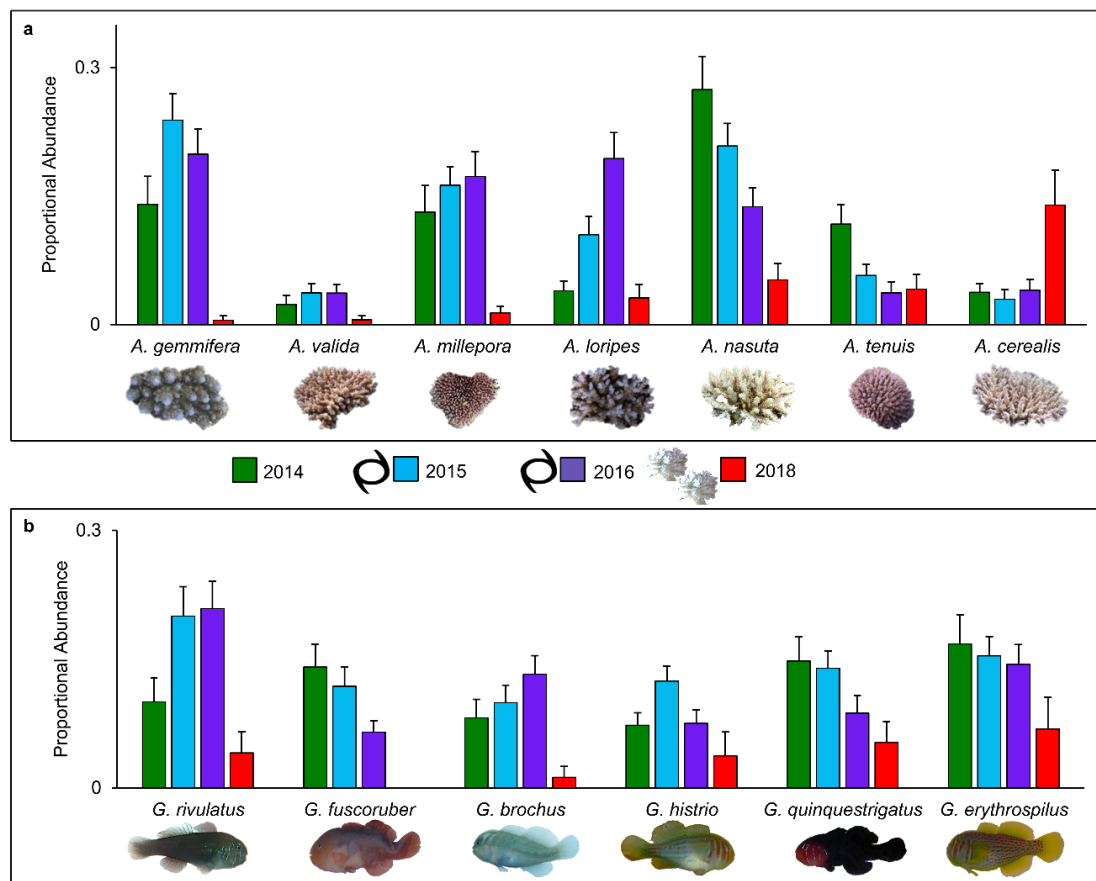 a
0.3
Proportional Abundance
0
A. gemmifera A. valida A. millepora A. loripes A. nasuta A. tenuis A. cerealis
2014 2015 2016 2018
b
0.3
Proportional Abundance
0
G. rivulatus G. fuscoruber G. brochus G. histrio G. quinquestrigatus G. erythrospilus